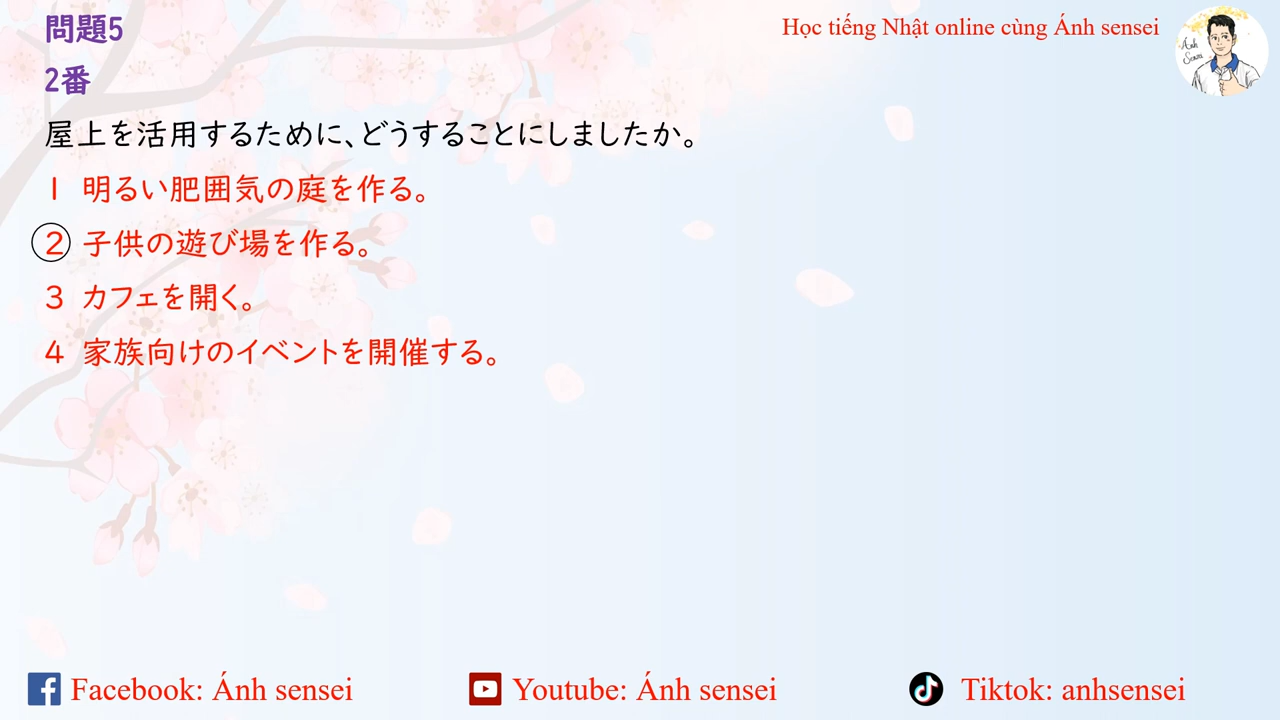 問題5
Học tiếng Nhật online cùng Ánh sensei
Ánh Sensei
2番
屋上を活用するために、どうすることにしましたか。
1 明るい肥囲気の庭を作る。
2 子供の遊び場を作る。
3 カフェを開く。
4 家族向けのイベントを開催する。
Facebook: Ánh sensei
Youtube: Ánh sensei
Tiktok: anhsensei